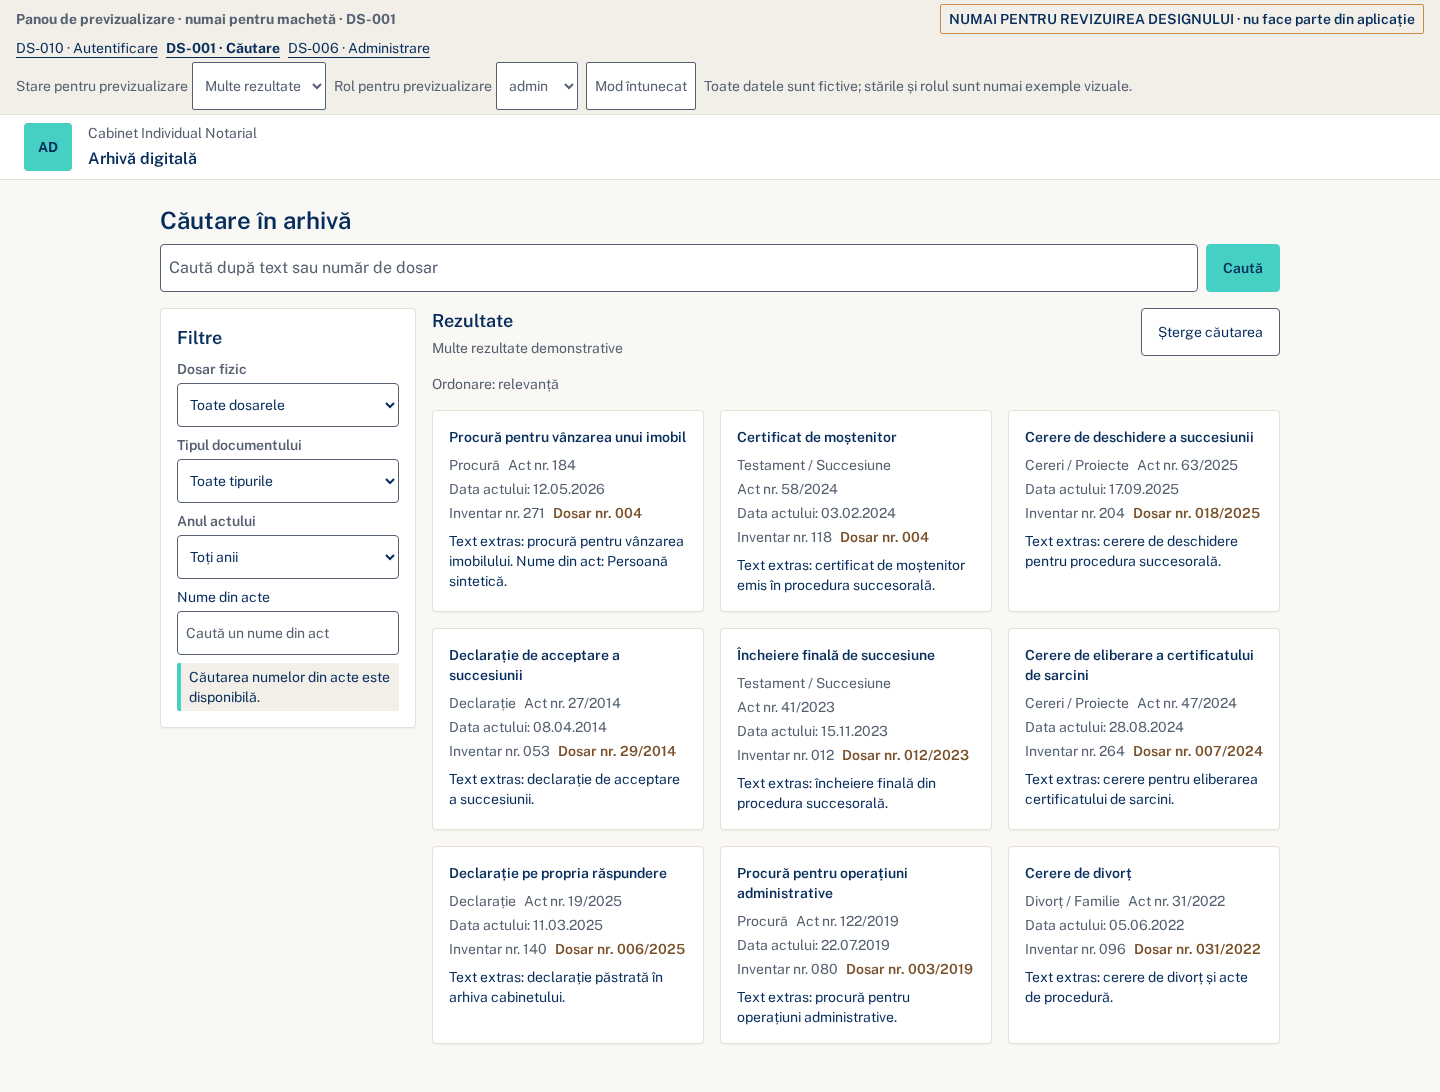 Panou de previzualizare · numai pentru machetă · DS-001
NUMAI PENTRU REVIZUIREA DESIGNULUI · nu face parte din aplicație
DS-010 · Autentificare DS-001 · Căutare DS-006 · Administrare
Stare pentru previzualizare Multe rezultate Rol pentru previzualizare admin Mod întunecat Toate datele sunt fictive; stările și rolul sunt numai exemple vizuale.
AD
Cabinet Individual Notarial
Arhivă digitală
Căutare în arhivă
Caută după text sau număr de dosar
Caută
Filtre
Dosar fizic
Toate dosarele
Tipul documentului
Toate tipurile
Anul actului
Toți anii
Nume din acte
Caută un nume din act
Căutarea numelor din acte este
disponibilă.
Rezultate
Multe rezultate demonstrative
Șterge căutarea
Ordonare: relevanță
Procură pentru vânzarea unui imobil
Procură Act nr. 184
Data actului: 12.05.2026
Inventar nr. 271 Dosar nr. 004
Text extras: procură pentru vânzarea
imobilului. Nume din act: Persoană
sintetică.
Certificat de moștenitor
Testament / Succesiune
Act nr. 58/2024
Data actului: 03.02.2024
Inventar nr. 118 Dosar nr. 004
Text extras: certificat de moștenitor
emis în procedura succesorală.
Cerere de deschidere a succesiunii
Cereri / Proiecte Act nr. 63/2025
Data actului: 17.09.2025
Inventar nr. 204 Dosar nr. 018/2025
Text extras: cerere de deschidere
pentru procedura succesorală.
Declarație de acceptare a
succesiunii
Declarație Act nr. 27/2014
Data actului: 08.04.2014
Inventar nr. 053 Dosar nr. 29/2014
Text extras: declarație de acceptare
a succesiunii.
Încheiere finală de succesiune
Testament / Succesiune
Act nr. 41/2023
Data actului: 15.11.2023
Inventar nr. 012 Dosar nr. 012/2023
Text extras: încheiere finală din
procedura succesorală.
Cerere de eliberare a certificatului
de sarcini
Cereri / Proiecte Act nr. 47/2024
Data actului: 28.08.2024
Inventar nr. 264 Dosar nr. 007/2024
Text extras: cerere pentru eliberarea
certificatului de sarcini.
Declarație pe propria răspundere
Declarație Act nr. 19/2025
Data actului: 11.03.2025
Inventar nr. 140 Dosar nr. 006/2025
Text extras: declarație păstrată în
arhiva cabinetului.
Procură pentru operațiuni
administrative
Procură Act nr. 122/2019
Data actului: 22.07.2019
Inventar nr. 080 Dosar nr. 003/2019
Text extras: procură pentru
operațiuni administrative.
Cerere de divorț
Divorț / Familie Act nr. 31/2022
Data actului: 05.06.2022
Inventar nr. 096 Dosar nr. 031/2022
Text extras: cerere de divorț și acte
de procedură.